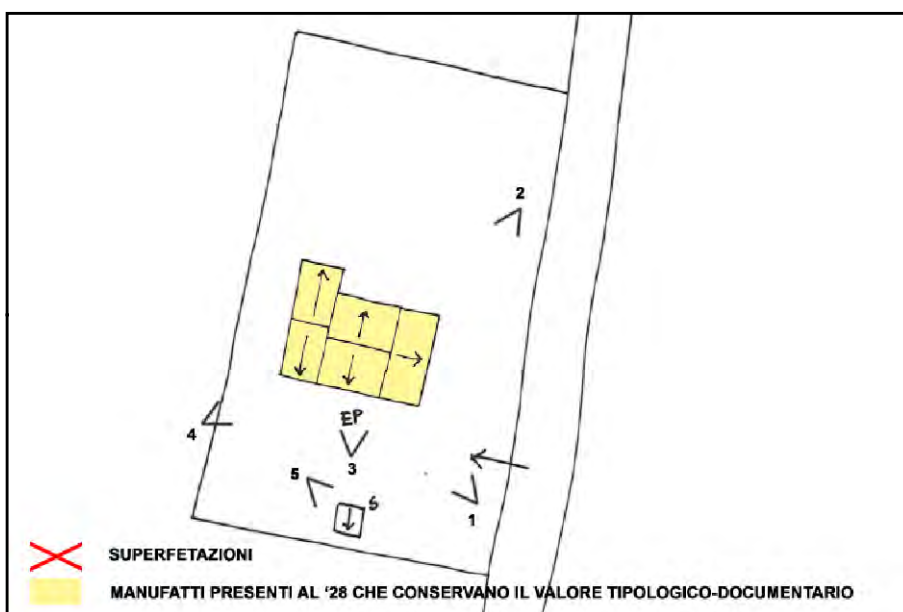 2
EP
4
3
5
S
1
SUPERFETAZIONI
MANUFATTI PRESENTI AL '28 CHE CONSERVANO IL VALORE TIPOLOGICO-DOCUMENTARIO